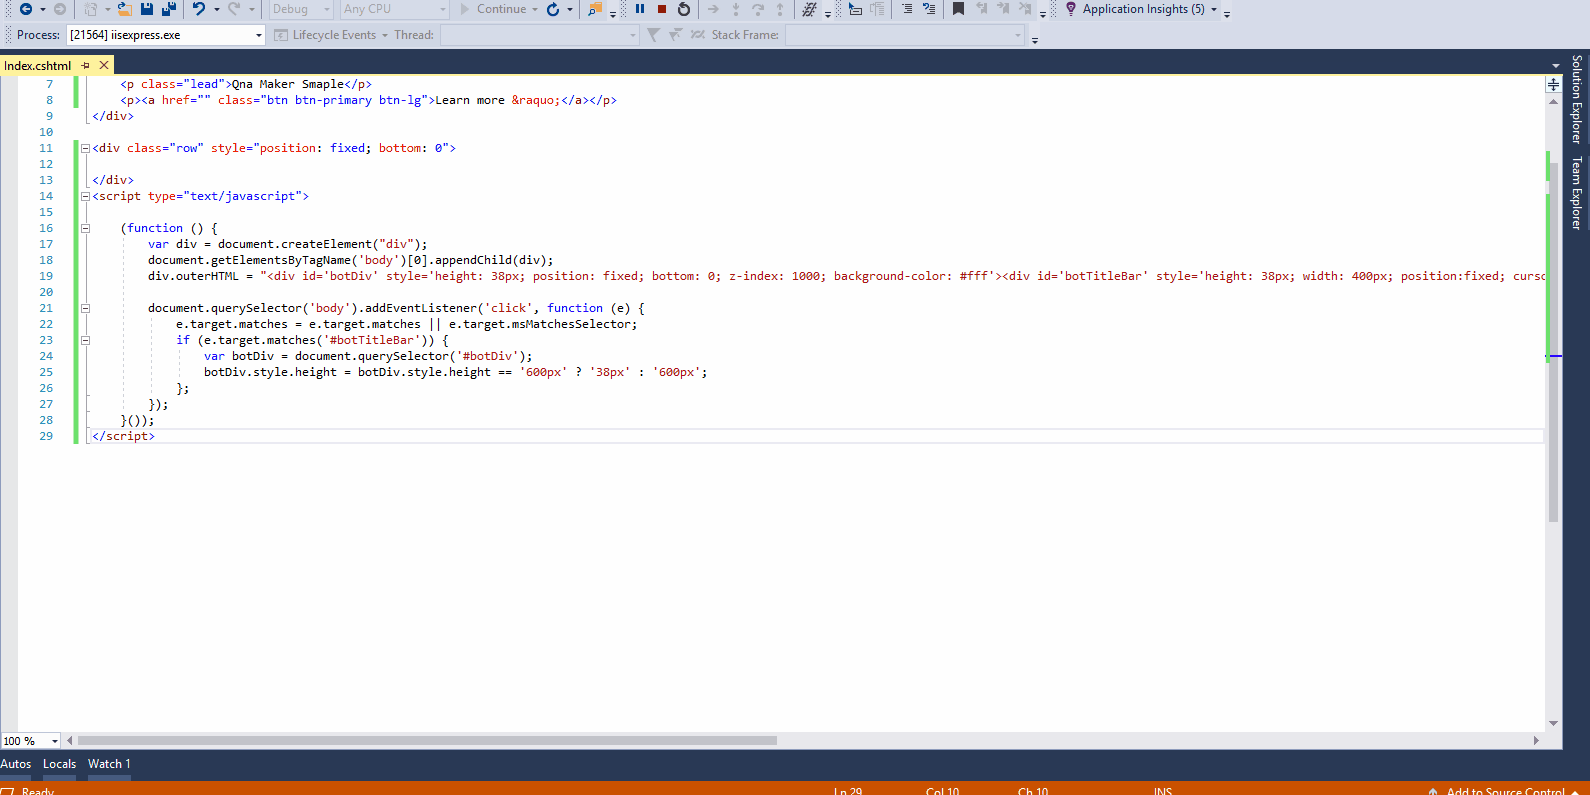 Debug Any CPU Continue Application Insights (5)
Process: [21564] iisexpress.exe Lifecycle Events Thread: Stack Frame:
Index.cshtml
7 <p class="lead">Qna Maker Smaple</p>
8 <p><a href="" class="btn btn-primary btn-lg">Learn more &raquo;</a></p>
9 </div>
10
11 <div class="row" style="position: fixed; bottom: 0">
12
13 </div>
14 <script type="text/javascript">
15
16 (function () {
17 var div = document.createElement("div");
18 document.getElementsByTagName('body')[0].appendChild(div);
19 div.outerHTML = "<div id='botDiv' style='height: 38px; position: fixed; bottom: 0; z-index: 1000; background-color: #fff'><div id='botTitleBar' style='height: 38px; width: 400px; position:fixed; curso
20
21 document.querySelector('body').addEventListener('click', function (e) {
22 e.target.matches = e.target.matches || e.target.msMatchesSelector;
23 if (e.target.matches('#botTitleBar')) {
24 var botDiv = document.querySelector('#botDiv');
25 botDiv.style.height = botDiv.style.height == '600px' ? '38px' : '600px';
26 };
27 });
28 }());
29 </script>
Solution Explorer
Team Explorer
100 %
Autos Locals Watch 1
Ready Ln 29 Col 10 Ch 10 INS Add to Source Control